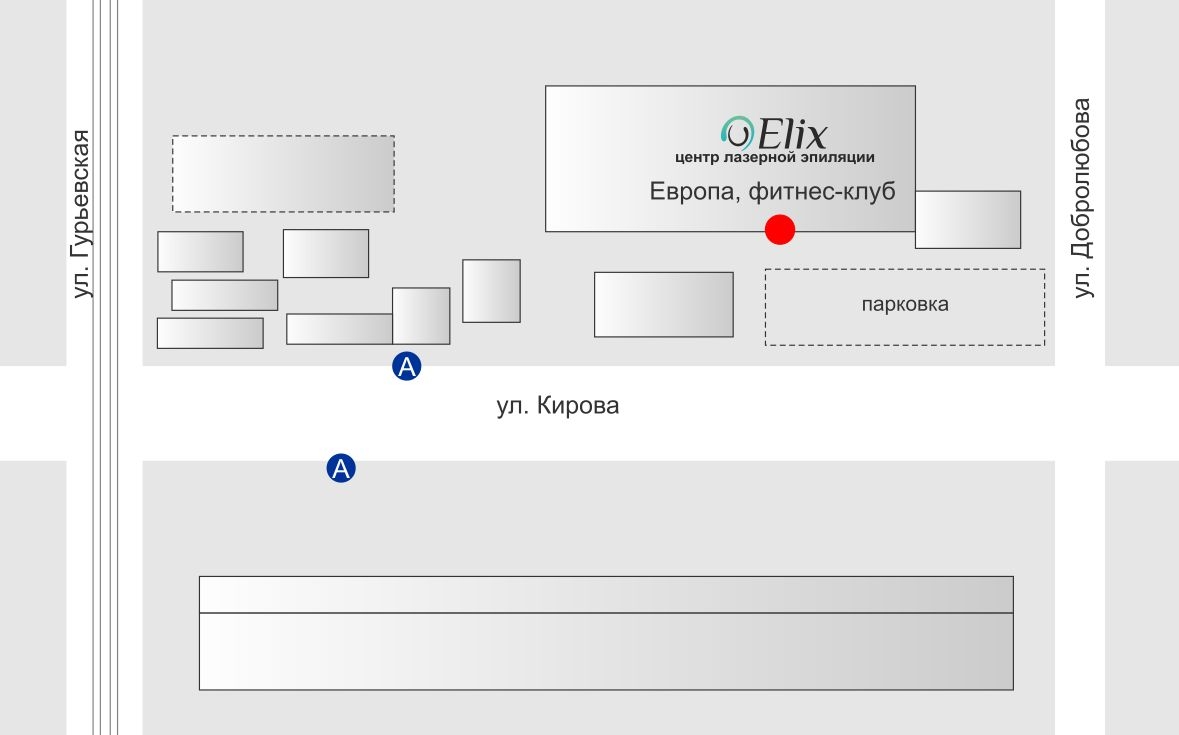 Elix
центр лазерной эпиляции
Европа, фитнес-клуб
ул. Гурьевская
ул. Добролюбова
парковка
А
ул. Кирова
А